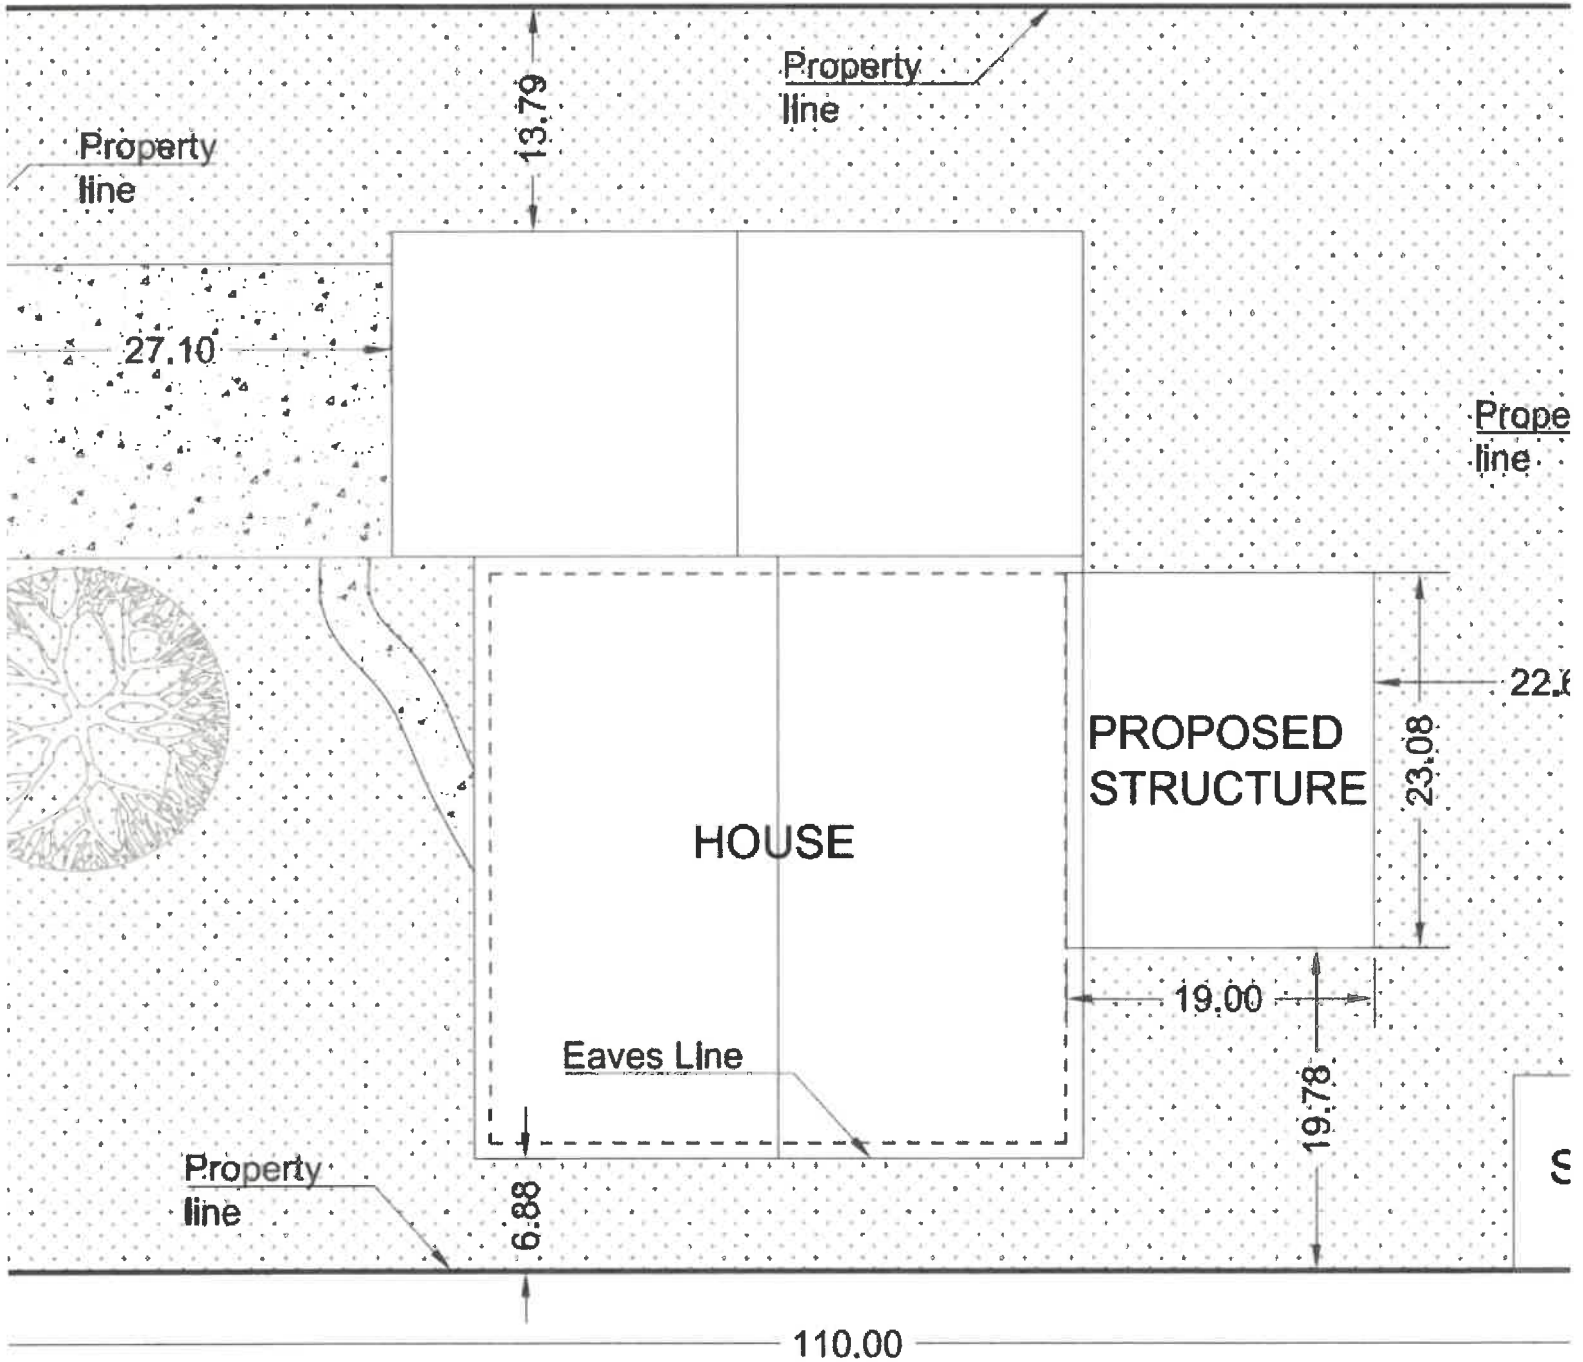 Property
line
13.79
Property
line
27.10
Prope
line
22.6
PROPOSED
STRUCTURE
23.08
HOUSE
19.00
Eaves Line
19.78
Property
line
6.88
S
110.00